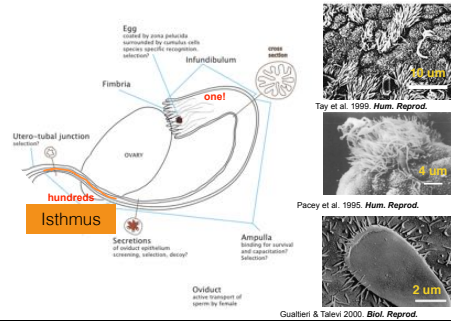 Egg
coated by zona pelucida
surrounded by cumulus cells
species specific recognition.
selection?
Infundibulum
cross
section
Fimbria
one!
Utero-tubal junction
selection?
OVARY
hundreds
Isthmus
Secretions
of oviduct epithelium
screening, selection, decoy?
Ampulla
binding for survival
and capacitation?
Selection?
Oviduct
active transport of
sperm by female
10 um
Tay et al. 1999. Hum. Reprod.
4 um
Pacey et al. 1995. Hum. Reprod.
2 um
Gualtieri & Talevi 2000. Biol. Reprod.